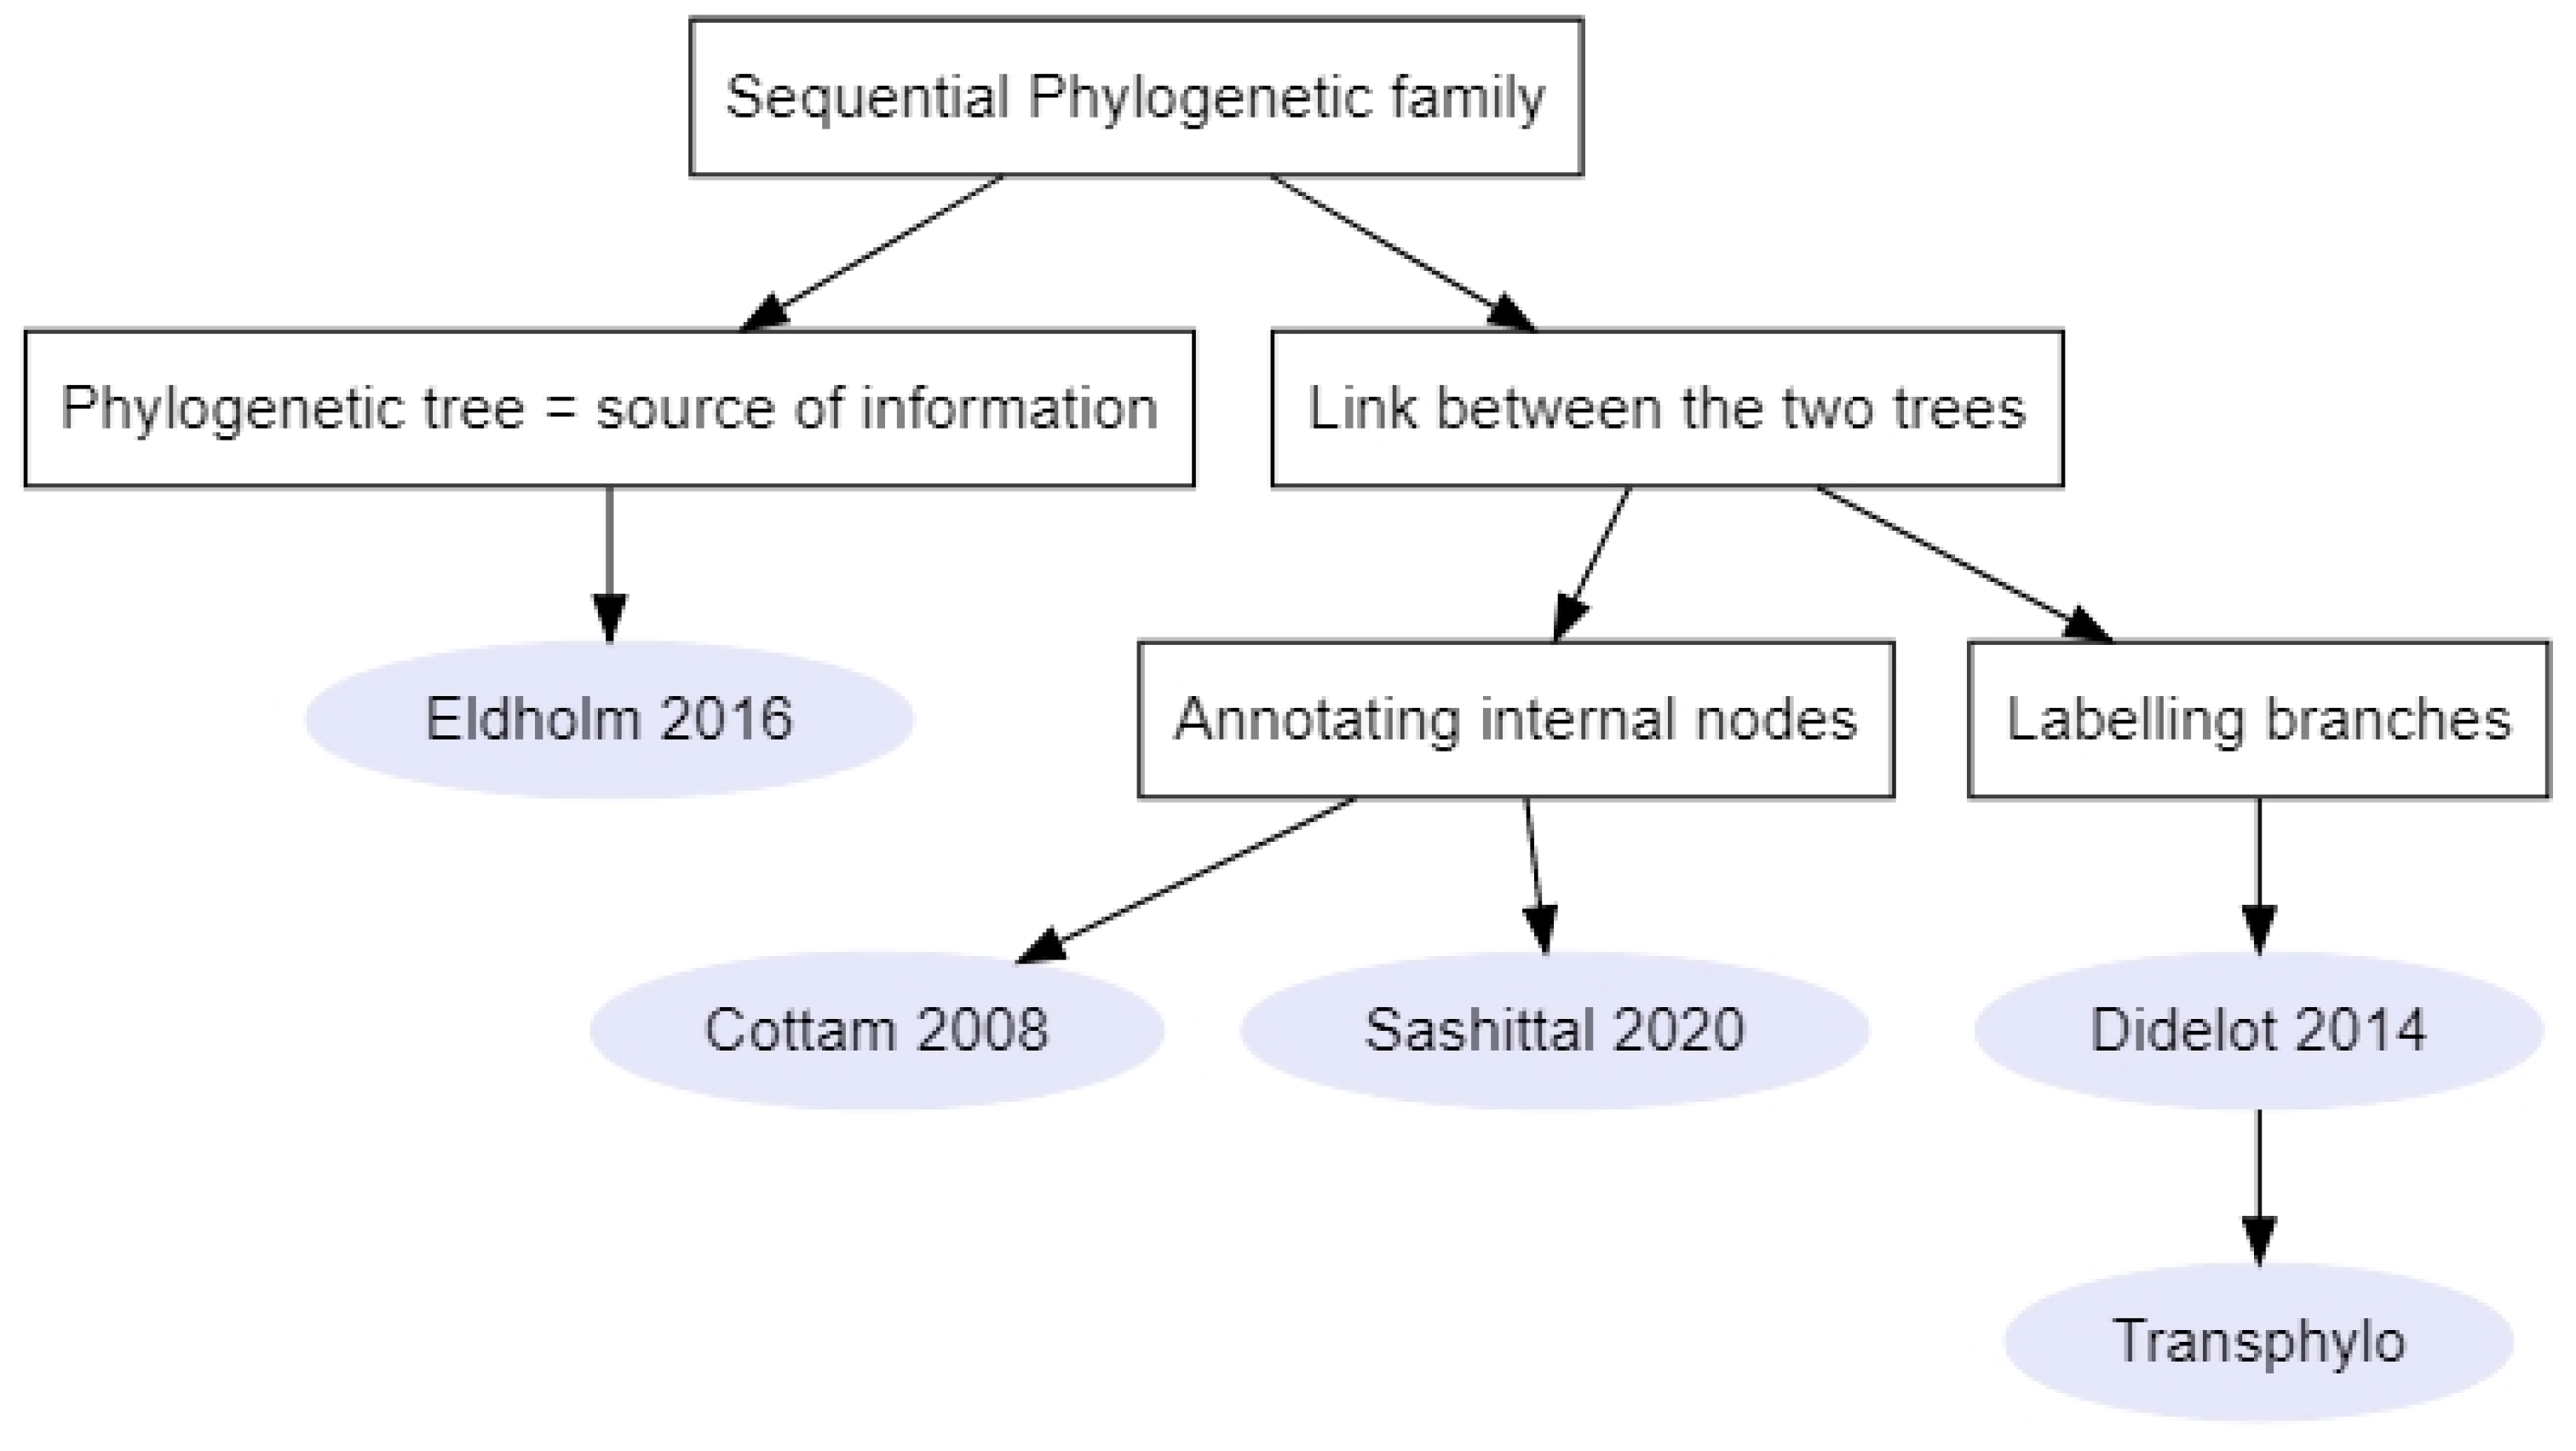 Sequential Phylogenetic family
Phylogenetic tree = source of information
Link between the two trees
Eldholm 2016
Annotating internal nodes
Labelling branches
Cottam 2008
Sashittal 2020
Didelot 2014
Transphylo